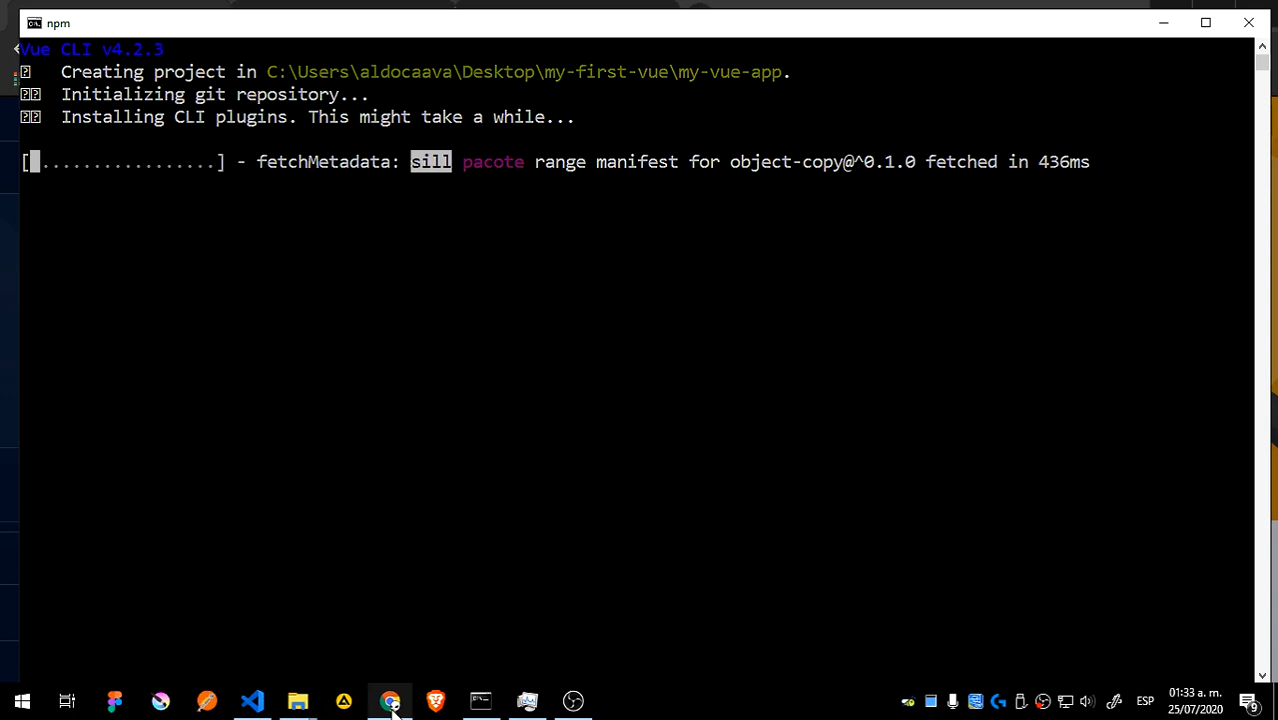 npm
Vue CLI v4.2.3
Creating project in C:\Users\aldocaava\Desktop\my-first-vue\my-vue-app.
Initializing git repository...
Installing CLI plugins. This might take a while...
[ .................] - fetchMetadata: sill pacote range manifest for object-copy@^0.1.0 fetched in 436ms
ESP
01:33 a. m.
25/07/2020
9